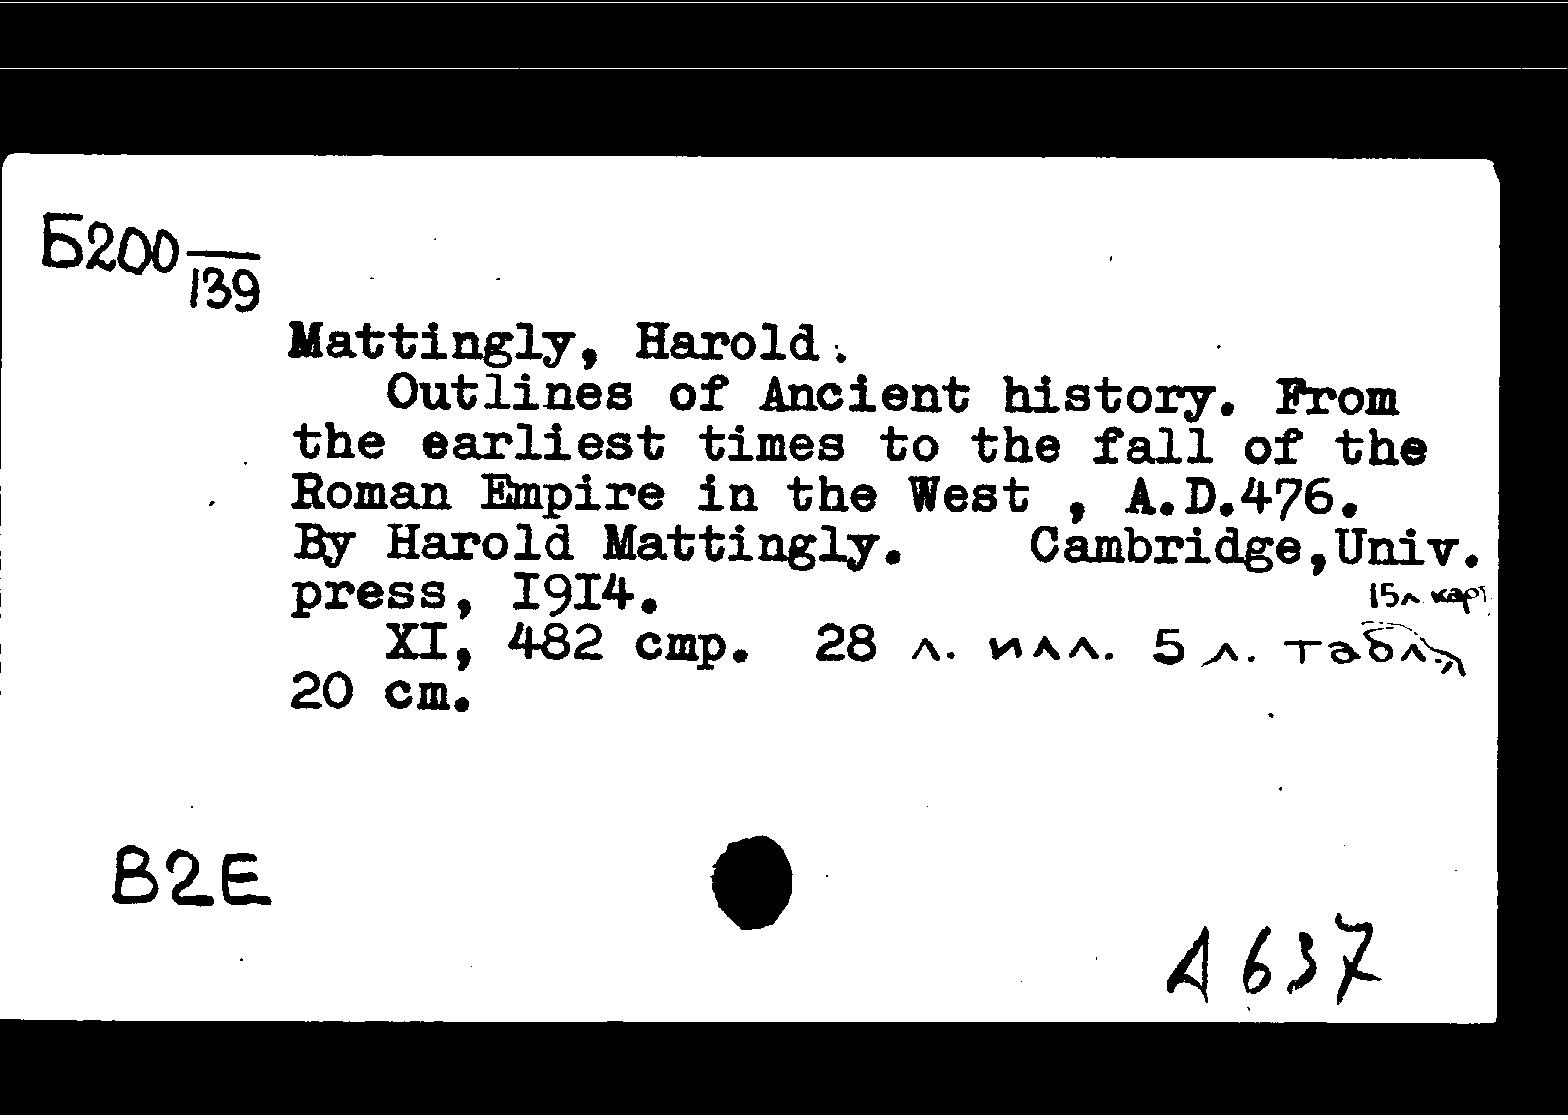 Б200
139
Mattingly, Harold.
Outlines of Ancient history. From
the earliest times to the fall of the
Roman Empire in the West , A.D.476.
By Harold Mattingly. Cambridge,Univ.
press, I9I4.
15 л карт
XI, 482 cmp. 28 л. илл. 5 л. табл.,
20 cm.
B2E
А 637